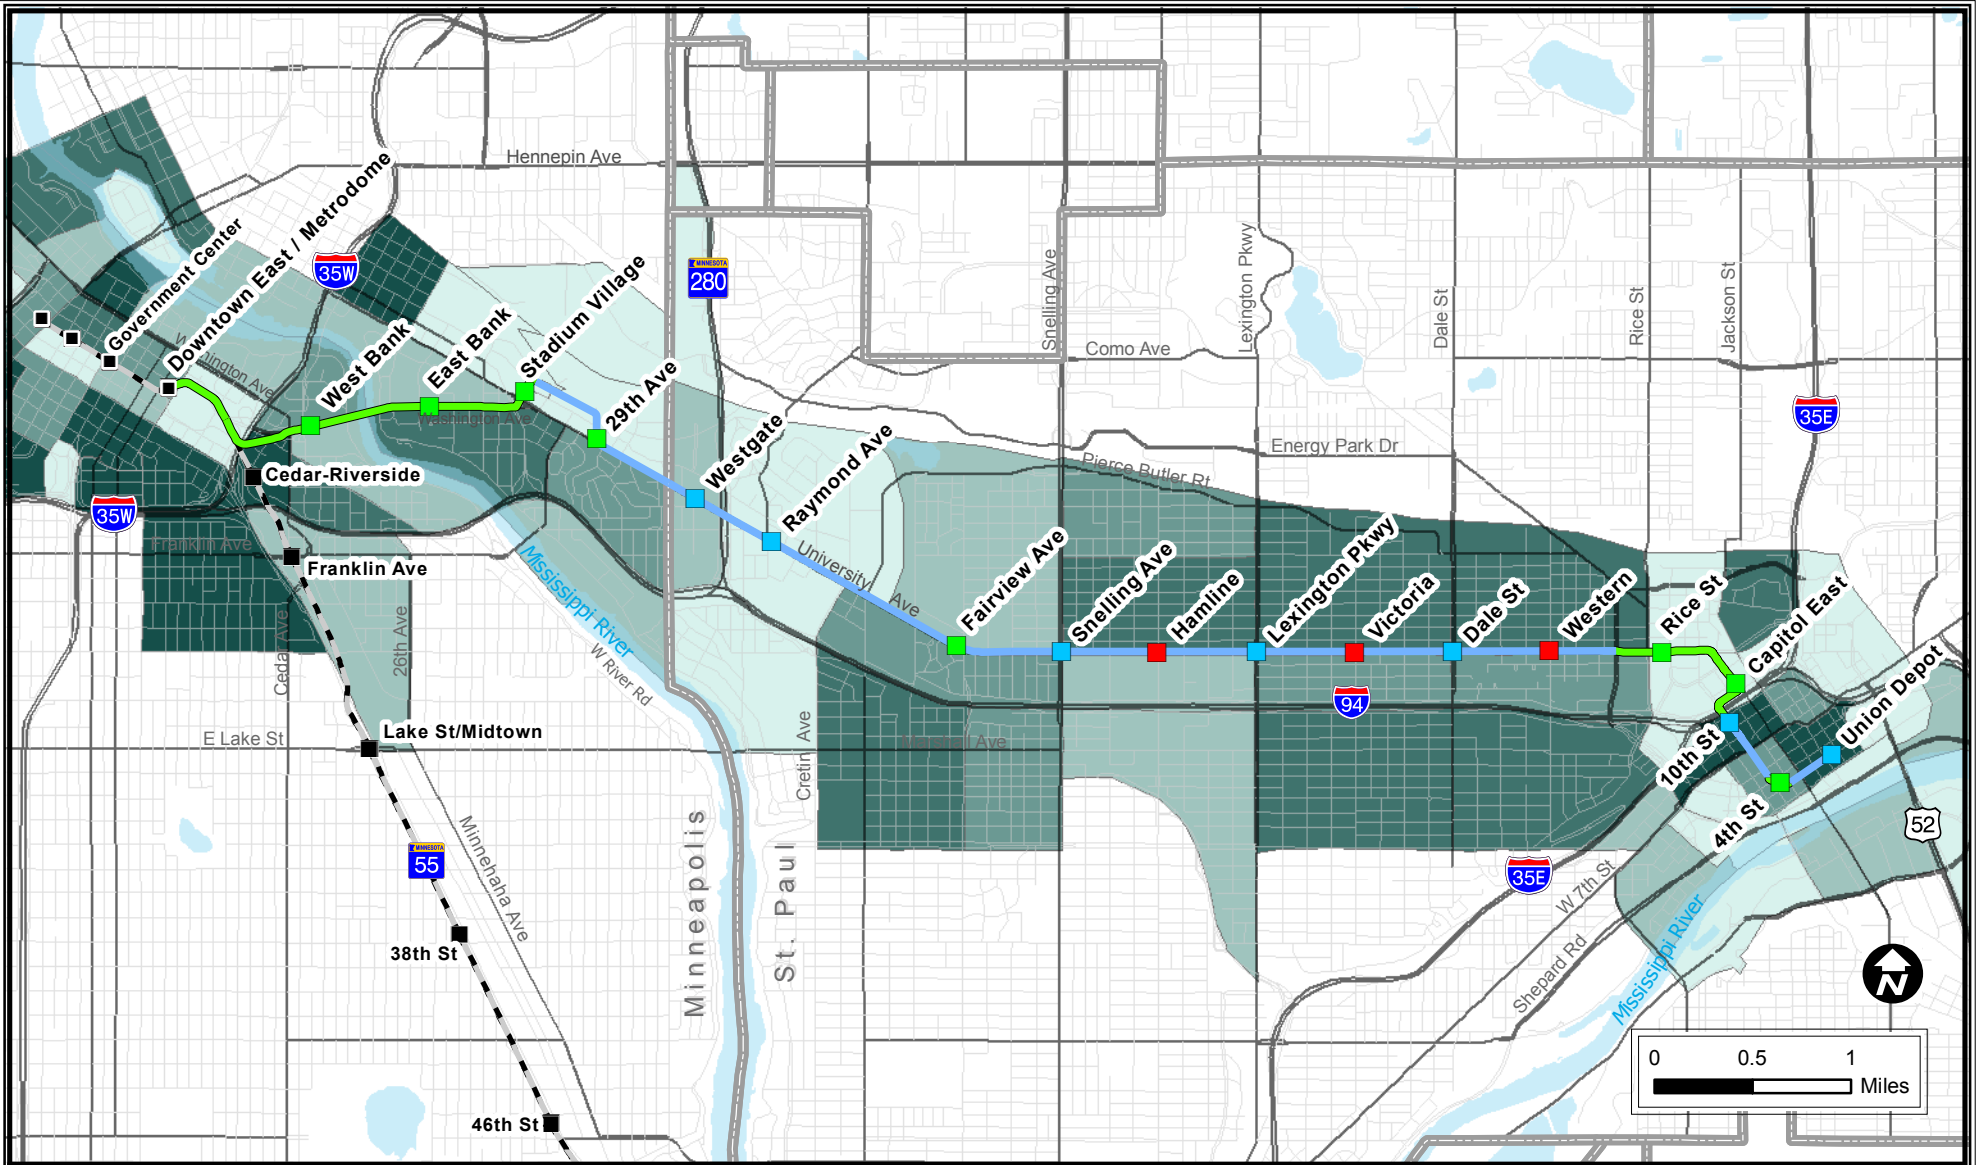 Hennepin Ave
Government Center
Downtown East / Metrodome
35W
MINNESOTA
280
Snelling Ave
Lexington Pkwy
Dale St
Rice St
Jackson St
Washington Ave
West Bank
East Bank
Stadium Village
29th Ave
Como Ave
35E
Washington Ave
Westgate
Raymond Ave
Energy Park Dr
Pierce Butler Rt
Cedar-Riverside
35W
Franklin Ave
Franklin Ave
Mississippi River
University Ave
Fairview Ave
Snelling Ave
Hamline
Lexington Pkwy
Victoria
Dale St
Western
Rice St
Capitol East
Union Depot
Cedar Ave
26th Ave
W River Rd
94
E Lake St
Lake St/Midtown
Cretin Ave
Marshall Ave
10th St
4th St
52
Minneapolis
St. Paul
MINNESOTA
55
Minnehaha Ave
35E
W 7th St
Shepard Rd
Mississippi River
38th St
N
0 0.5 1
Miles
46th St